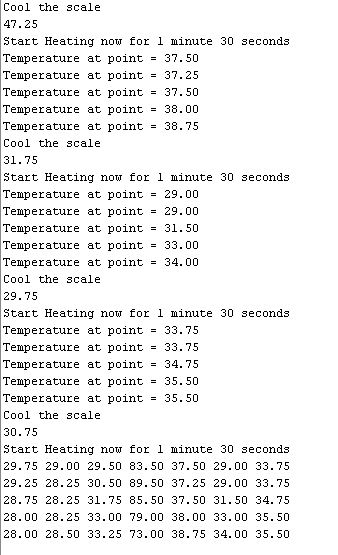 Cool the scale
47.25
Start Heating now for 1 minute 30 seconds
Temperature at point = 37.50
Temperature at point = 37.25
Temperature at point = 37.50
Temperature at point = 38.00
Temperature at point = 38.75
Cool the scale
31.75
Start Heating now for 1 minute 30 seconds
Temperature at point = 29.00
Temperature at point = 29.00
Temperature at point = 31.50
Temperature at point = 33.00
Temperature at point = 34.00
Cool the scale
29.75
Start Heating now for 1 minute 30 seconds
Temperature at point = 33.75
Temperature at point = 33.75
Temperature at point = 34.75
Temperature at point = 35.50
Temperature at point = 35.50
Cool the scale
30.75
Start Heating now for 1 minute 30 seconds
29.75 29.00 29.50 83.50 37.50 29.00 33.75
29.25 28.25 30.50 89.50 37.25 29.00 33.75
28.75 28.25 31.75 85.50 37.50 31.50 34.75
28.00 28.25 33.00 79.00 38.00 33.00 35.50
28.00 28.50 33.25 73.00 38.75 34.00 35.50